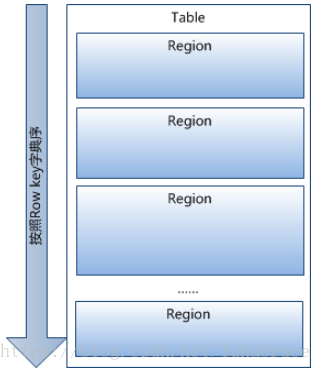 Table
Region
Region
按照Row key字典序
Region
......
Region